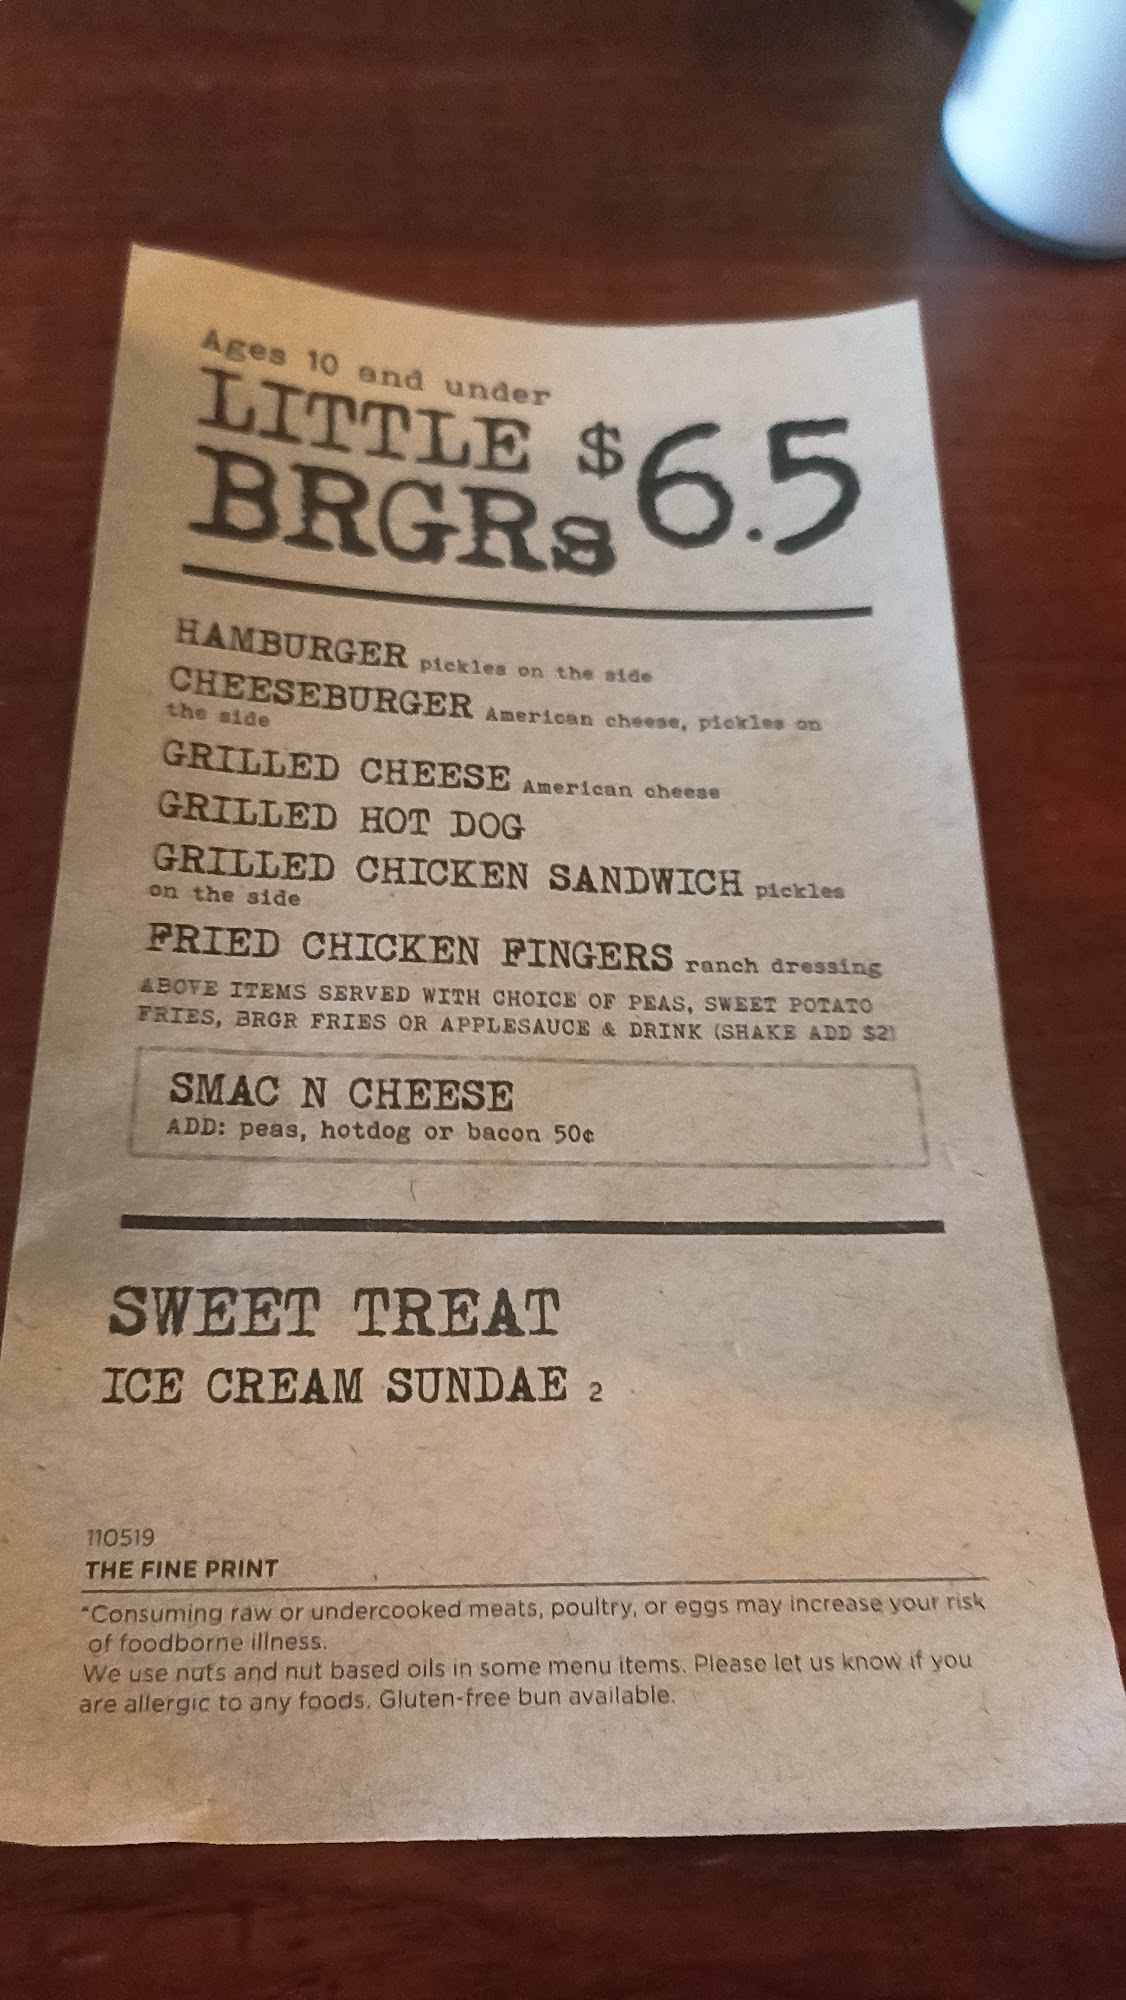 Ages 10 and under
LITTLE $6.5
BRGRs
HAMBURGER pickles on the side
CHEESEBURGER American cheese, pickles on
the side
GRILLED CHEESE American cheese
GRILLED HOT DOG
GRILLED CHICKEN SANDWICH pickles
on the side
FRIED CHICKEN FINGERS ranch dressing
ABOVE ITEMS SERVED WITH CHOICE OF PEAS, SWEET POTATO
FRIES, BRGR FRIES OR APPLESAUCE & DRINK (SHAKE ADD $2)
SMAC N CHEESE
ADD: peas, hotdog or bacon 50¢
SWEET TREAT
ICE CREAM SUNDAE 2
110519
THE FINE PRINT
*Consuming raw or undercooked meats, poultry, or eggs may increase your risk
of foodborne illness.
We use nuts and nut based oils in some menu items. Please let us know if you
are allergic to any foods. Gluten-free bun available.